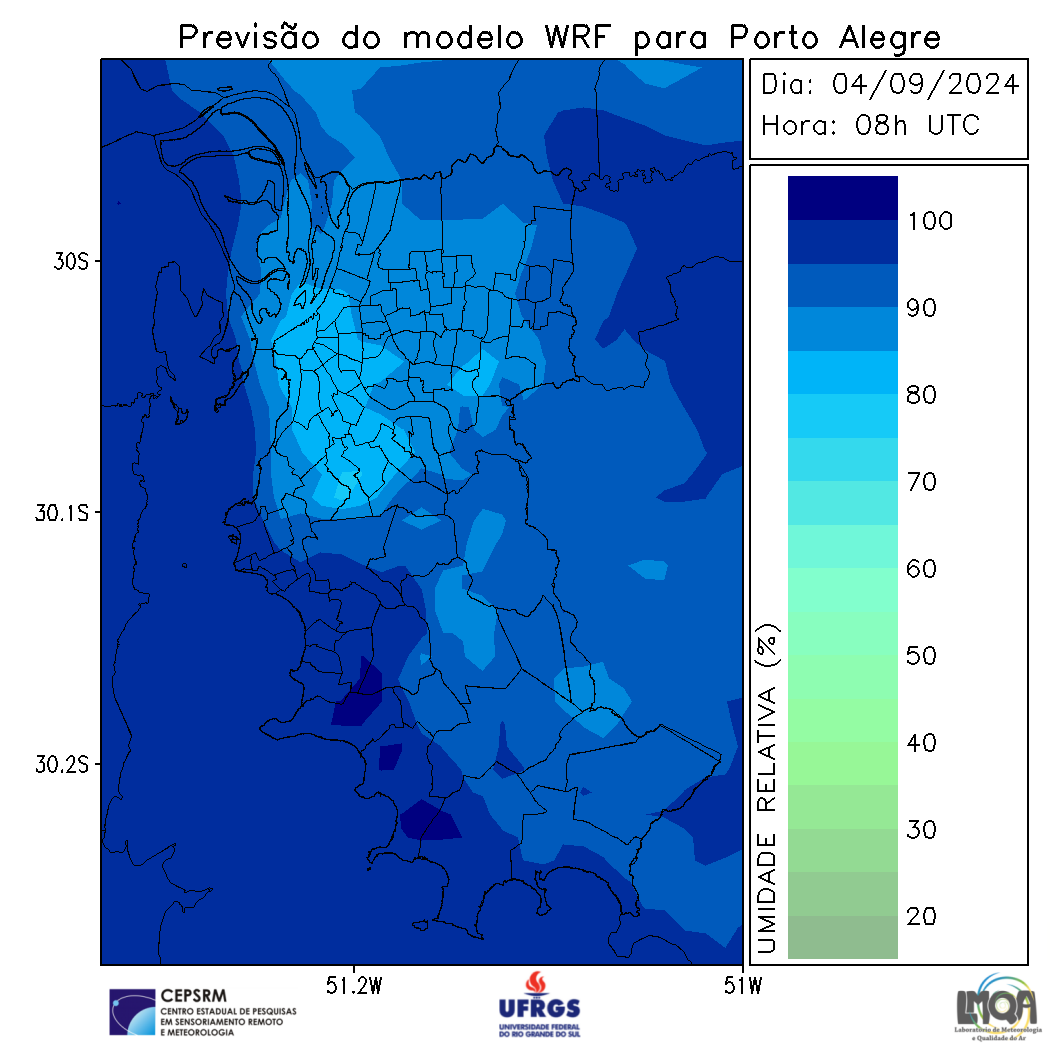 Previsão do modelo WRF para Porto Alegre
Dia: 04/09/2024
Hora: 08h UTC
30S
30.1S
30.2S
51.2W
51W
UMIDADE RELATIVA (%)
100
90
80
70
60
50
40
30
20
CEPSRM
CENTRO ESTADUAL DE PESQUISAS
EM SENSORIAMENTO REMOTO
E METEOROLOGIA
UFRGS
UNIVERSIDADE FEDERAL
DO RIO GRANDE DO SUL
LMQA
Laboratório de Meteorologia
e Qualidade do Ar